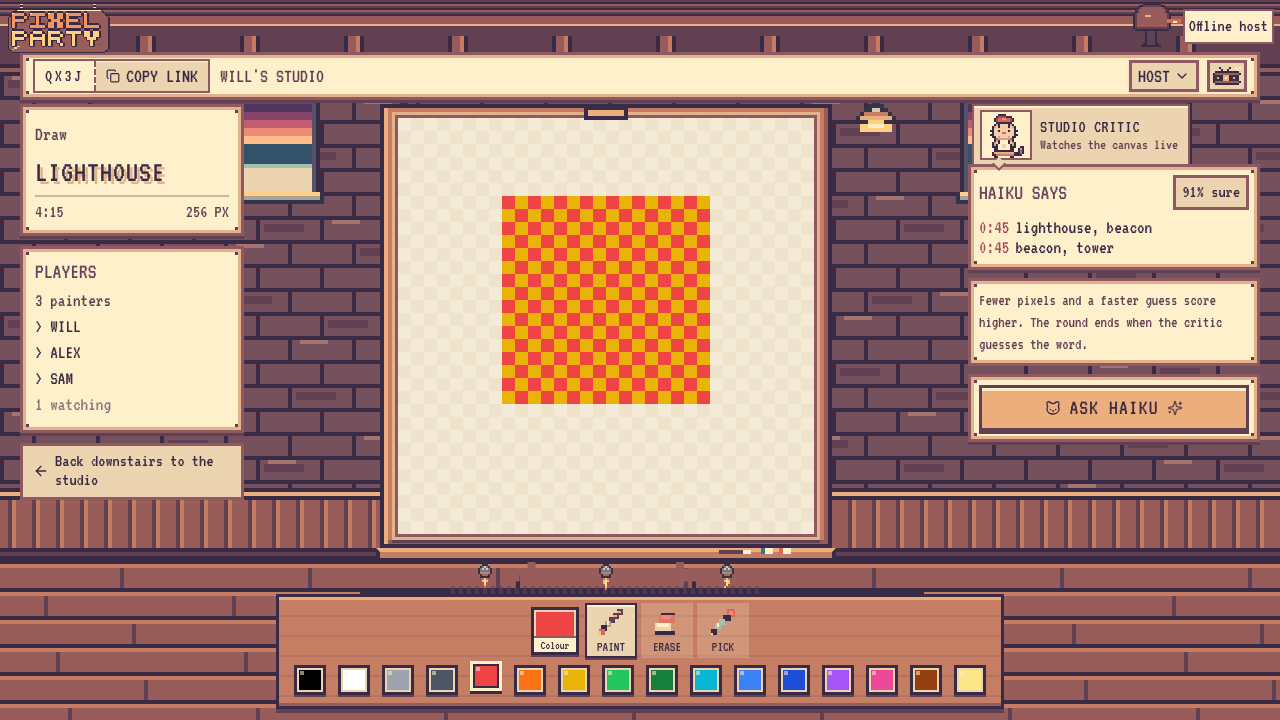 PIXEL
PARTY
Offline host
QX3J
COPY LINK
WILL'S STUDIO
HOST
Draw
LIGHTHOUSE
4:15
256 PX
PLAYERS
3 painters
WILL
ALEX
SAM
1 watching
Back downstairs to the
studio
STUDIO CRITIC
Watches the canvas live
HAIKU SAYS
91% sure
0:45 lighthouse, beacon
0:45 beacon, tower
Fewer pixels and a faster guess score
higher. The round ends when the critic
guesses the word.
ASK HAIKU
Colour
PAINT
ERASE
PICK